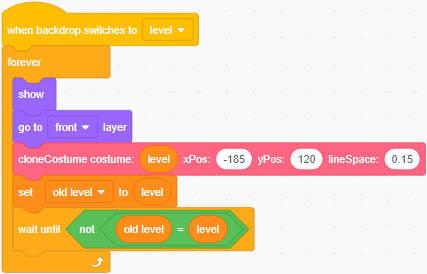 when backdrop switches to level
forever
show
go to front layer
cloneCostume costume: level xPos: -185 yPos: 120 lineSpace: 0.15
set old level to level
wait until not old level = level